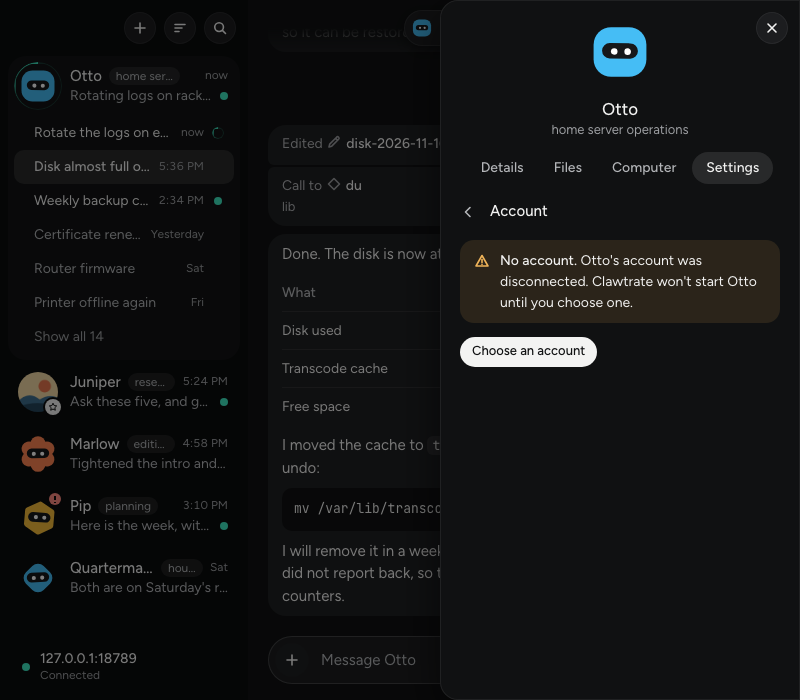 Otto home ser... now
Rotating logs on rack...
Rotate the logs on e... now
Disk almost full o... 5:36 PM
Weekly backup c... 2:34 PM
Certificate rene... Yesterday
Router firmware Sat
Printer offline again Fri
Show all 14
Juniper rese... 5:24 PM
Ask these five, and g...
Marlow editi... 4:58 PM
Tightened the intro and...
Pip planning 3:10 PM
Here is the week, wit...
Quarterma... hou... Sat
Both are on Saturday's r...
127.0.0.1:18789
Connected
so it can be restor
Edited disk-2026-11-1
Call to du
lib
Done. The disk is now at
What
Disk used
Transcode cache
Free space
I moved the cache to
undo:
mv /var/lib/transco
I will remove it in a week
did not report back, so
counters.
Message Otto
Otto
home server operations
Details Files Computer Settings
Account
No account. Otto's account was
disconnected. Clawtrate won't start Otto
until you choose one.
Choose an account